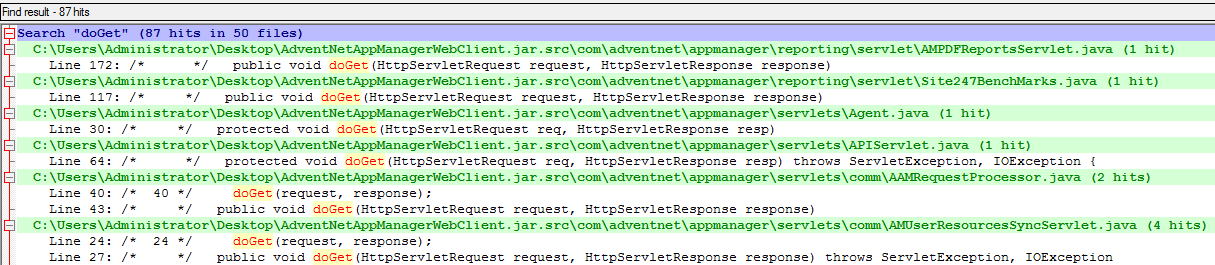 Find result - 87 hits
Search "doGet" (87 hits in 50 files)
C:\Users\Administrator\Desktop\AdventNetAppManagerWebClient.jar.src\com\adventnet\appmanager\reporting\servlet\AMPDFReportsServlet.java (1 hit)
Line 172: /*      */   public void doGet(HttpServletRequest request, HttpServletResponse response)
C:\Users\Administrator\Desktop\AdventNetAppManagerWebClient.jar.src\com\adventnet\appmanager\reporting\servlet\Site247BenchMarks.java (1 hit)
Line 117: /*     */   public void doGet(HttpServletRequest request, HttpServletResponse response)
C:\Users\Administrator\Desktop\AdventNetAppManagerWebClient.jar.src\com\adventnet\appmanager\servlets\Agent.java (1 hit)
Line 30: /*     */   protected void doGet(HttpServletRequest req, HttpServletResponse resp)
C:\Users\Administrator\Desktop\AdventNetAppManagerWebClient.jar.src\com\adventnet\appmanager\servlets\APIServlet.java (1 hit)
Line 64: /*      */   protected void doGet(HttpServletRequest req, HttpServletResponse resp) throws ServletException, IOException {
C:\Users\Administrator\Desktop\AdventNetAppManagerWebClient.jar.src\com\adventnet\appmanager\servlets\comm\AAMRequestProcessor.java (2 hits)
Line 40: /*  40 */     doGet(request, response);
Line 43: /*     */   public void doGet(HttpServletRequest request, HttpServletResponse response)
C:\Users\Administrator\Desktop\AdventNetAppManagerWebClient.jar.src\com\adventnet\appmanager\servlets\comm\AMUserResourcesSyncServlet.java (4 hits)
Line 24: /*  24 */     doGet(request, response);
Line 27: /*     */   public void doGet(HttpServletRequest request, HttpServletResponse response) throws ServletException, IOException